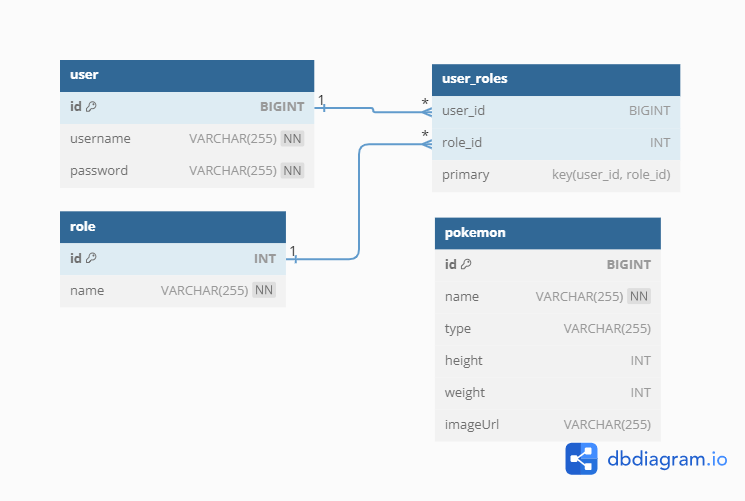 user
id BIGINT
username VARCHAR(255) NN
password VARCHAR(255) NN
1
*
user_roles
user_id BIGINT
role_id INT
primary key(user_id, role_id)
*
role
id INT
name VARCHAR(255) NN
1
pokemon
id BIGINT
name VARCHAR(255) NN
type VARCHAR(255)
height INT
weight INT
imageUrl VARCHAR(255)
dbdiagram.io